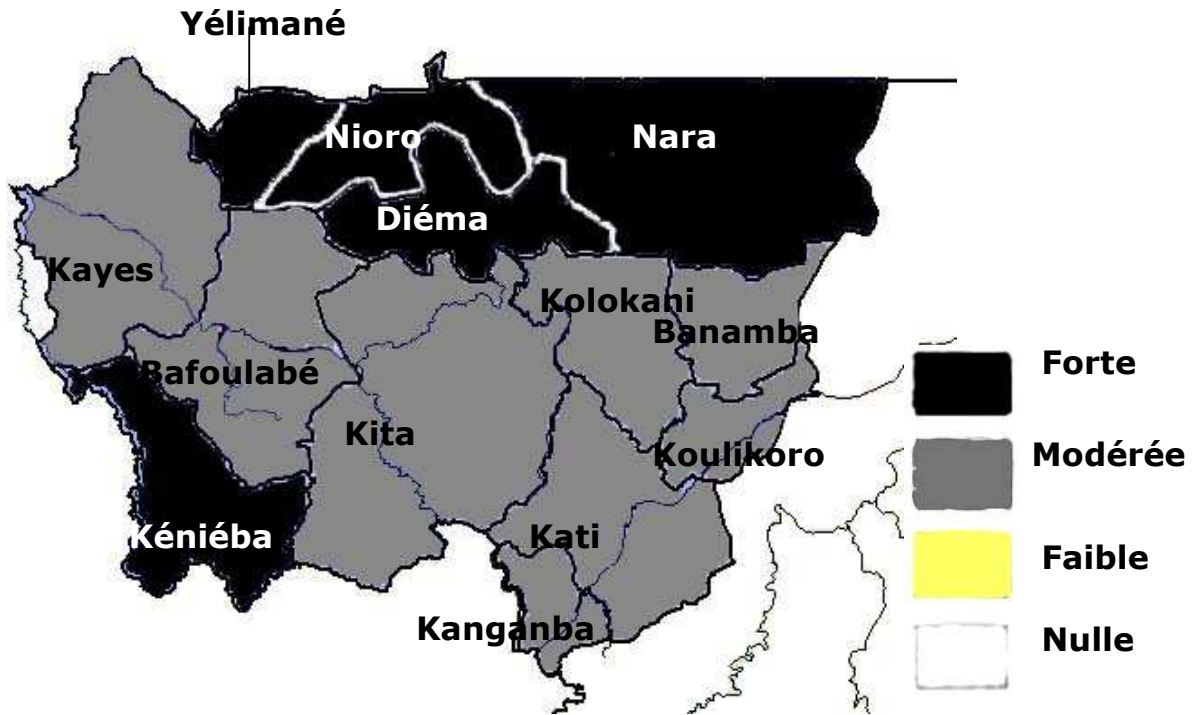 Yélimané
Nioro
Nara
Diéma
Kayes
Kolokani
Banamba
Bafoulabé
Kita
Koulikoro
Kéniéba
Kati
Kanganba
Forte
Modérée
Faible
Nulle